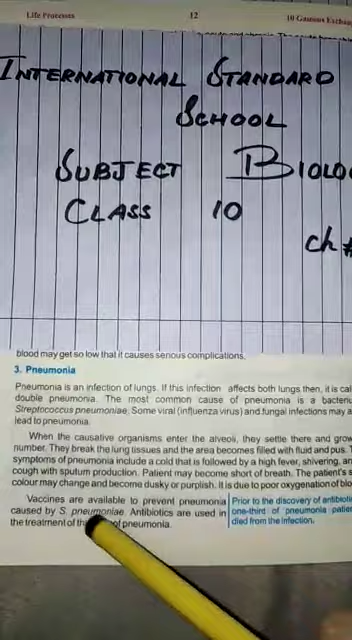 Life Processes 12 10 Gaseous Exchan
INTERNATIONAL STANDARD
SCHOOL
SUBJECT BIOLO
CLASS 10
ch #
blood may get so low that it causes serious complications.
3. Pneumonia
Pneumonia is an infection of lungs. If this infection affects both lungs then, it is cal
double pneumonia. The most common cause of pneumonia is a bacteriu
Streptococcus pneumoniae. Some viral (influenza virus) and fungal infections may a
lead to pneumonia.
When the causative organisms enter the alveoli, they settle there and grow
number. They break the lung tissues and the area becomes filled with fluid and pus. T
symptoms of pneumonia include a cold that is followed by a high fever, shivering, an
cough with sputum production. Patient may become short of breath. The patient's s
colour may change and become dusky or purplish. It is due to poor oxygenation of bloo
Vaccines are available to prevent pneumonia
caused by S. pneumoniae. Antibiotics are used in
the treatment of of pneumonia.
Prior to the discovery of antibioti
one-third of pneumonia patie
died from the infection.